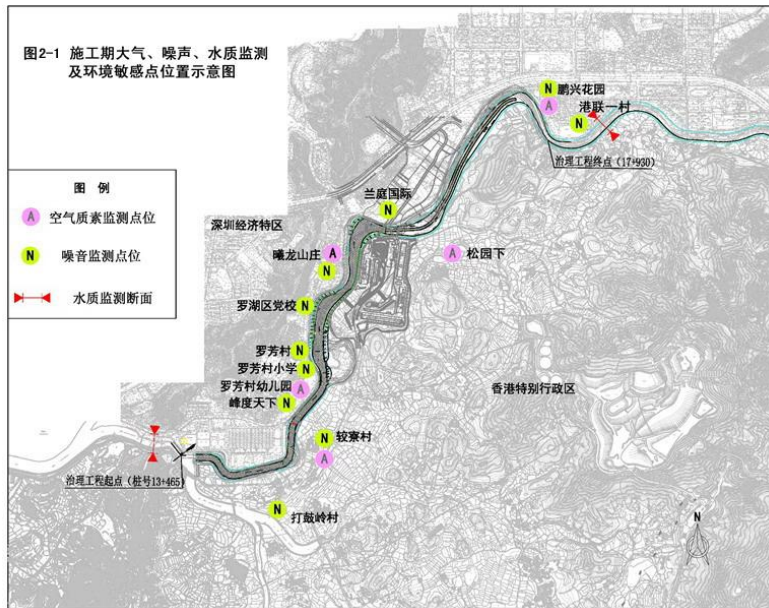 图2-1 施工期大气、噪声、水质监测
及环境敏感点位置示意图
图 例
A 空气质素监测点位
N 噪音监测点位
水质监测断面
N 鹏兴花园
A
港联一村
N
治理工程终点（17+930）
兰庭国际
N
深圳经济特区
曦龙山庄 A
N
A 松园下
罗湖区党校 N
罗芳村 N
罗芳村小学 N
罗芳村幼儿园 A
峰度天下 N
香港特别行政区
N 较寮村
A
治理工程起点（桩号13+465）
N 打鼓岭村
N